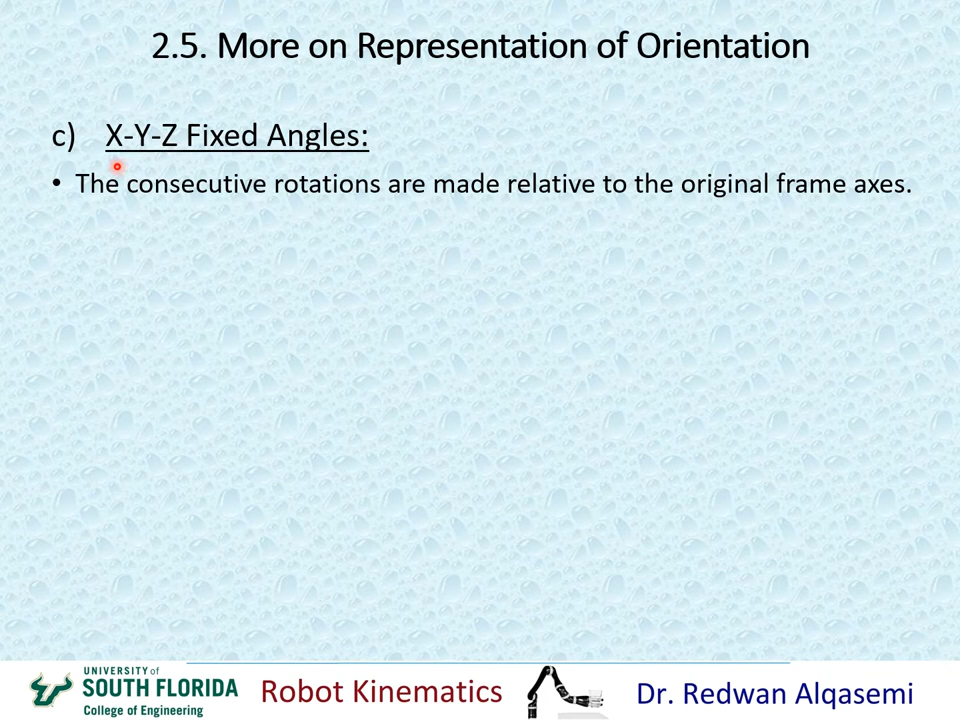 2.5. More on Representation of Orientation
c) X-Y-Z Fixed Angles:
• The consecutive rotations are made relative to the original frame axes.
UNIVERSITY of
SOUTH FLORIDA
College of Engineering
Robot Kinematics
Dr. Redwan Alqasemi